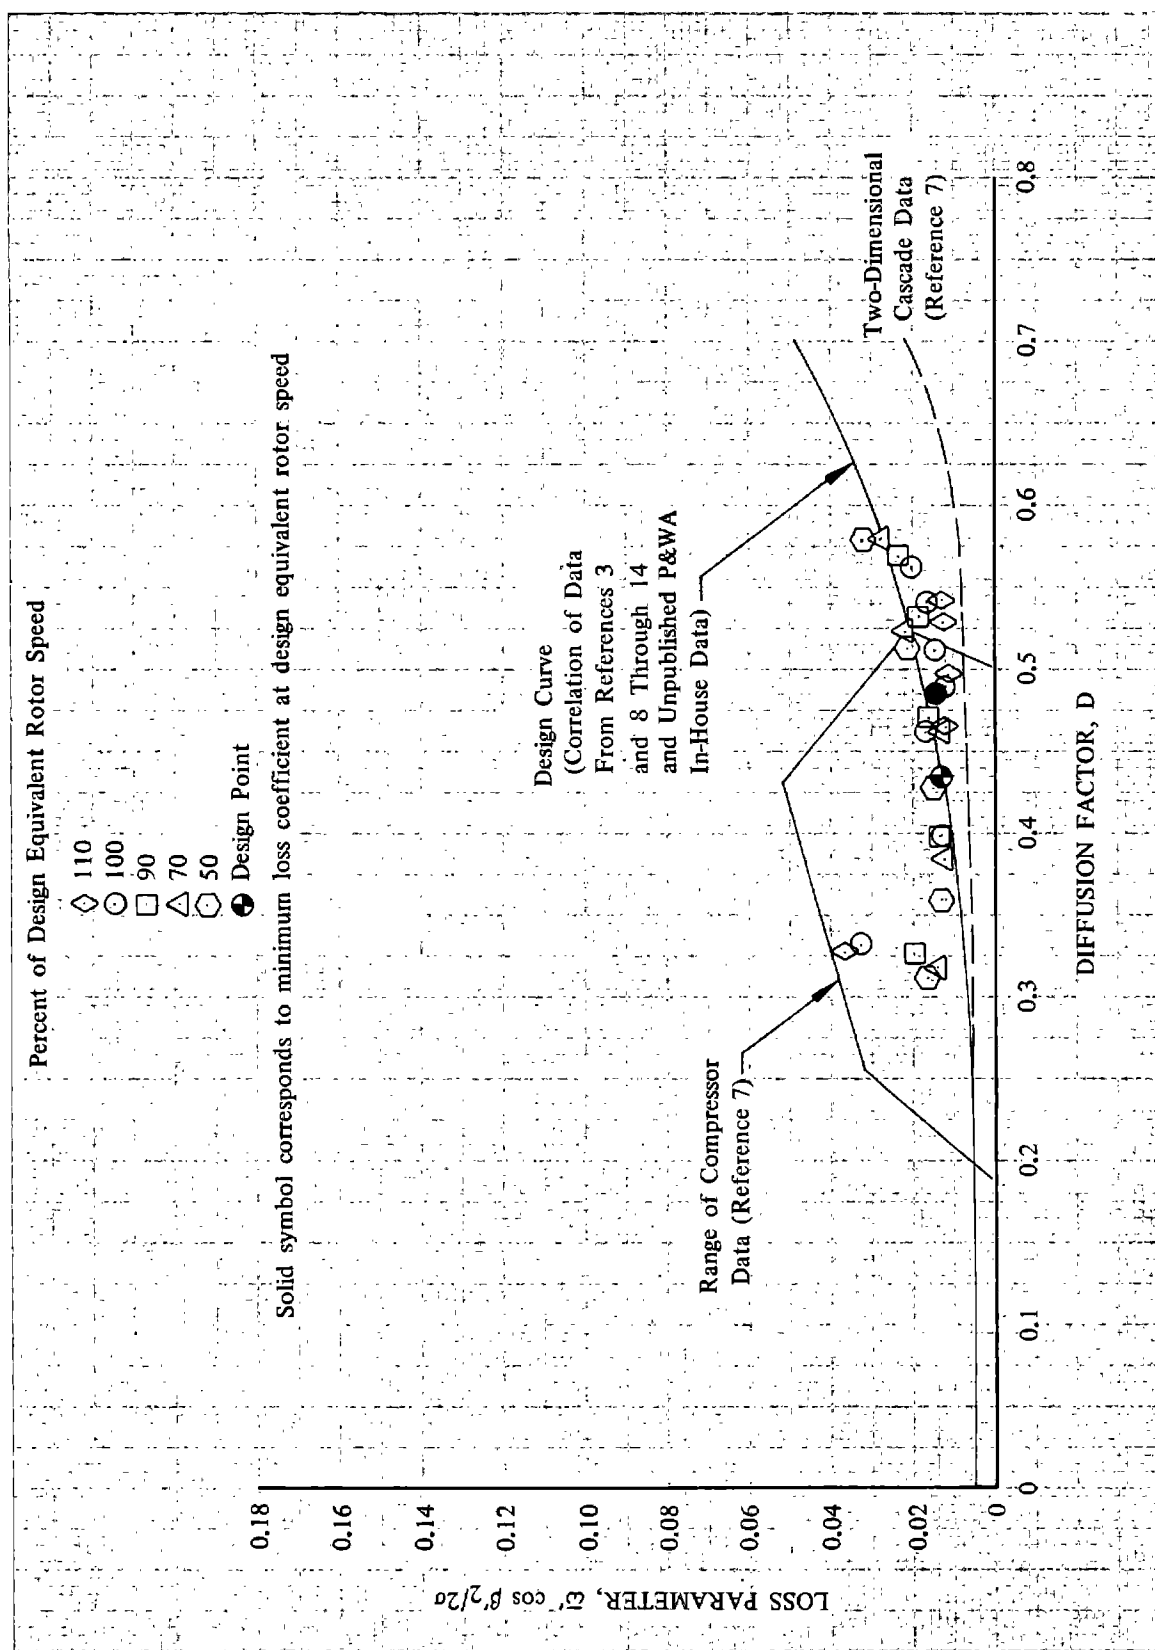 Percent of Design Equivalent Rotor Speed
110
100
90
70
50
Design Point
Solid symbol corresponds to minimum loss coefficient at design equivalent rotor speed
Design Curve
(Correlation of Data
From References 3
and 8 Through 14
and Unpublished P&WA
In-House Data)
Range of Compressor
Data (Reference 7)
Two-Dimensional
Cascade Data
(Reference 7)
LOSS PARAMETER, ω̅' cos β'₂/2σ
0.18
0.16
0.14
0.12
0.10
0.08
0.06
0.04
0.02
0
0 0.1 0.2 0.3 0.4 0.5 0.6 0.7 0.8
DIFFUSION FACTOR, D